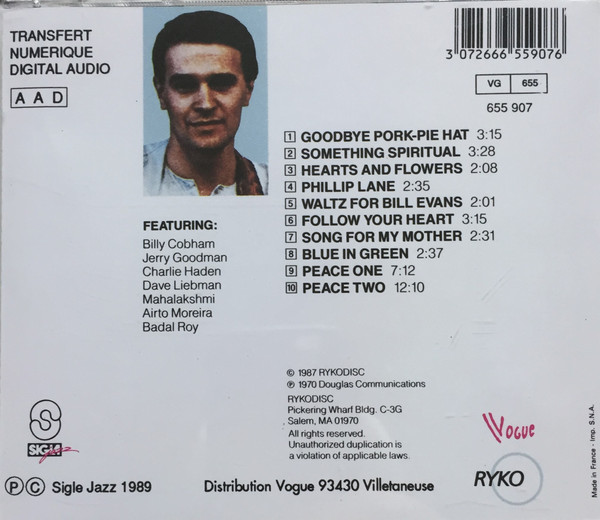 TRANSFERT
NUMERIQUE
DIGITAL AUDIO
A A D
3 072666 559076
VG 655
655 907
1 GOODBYE PORK-PIE HAT 3:15
2 SOMETHING SPIRITUAL 3:28
3 HEARTS AND FLOWERS 2:08
4 PHILLIP LANE 2:35
5 WALTZ FOR BILL EVANS 2:01
6 FOLLOW YOUR HEART 3:15
7 SONG FOR MY MOTHER 2:31
8 BLUE IN GREEN 2:37
9 PEACE ONE 7:12
10 PEACE TWO 12:10
FEATURING:
Billy Cobham
Jerry Goodman
Charlie Haden
Dave Liebman
Mahalakshmi
Airto Moreira
Badal Roy
© 1987 RYKODISC
℗ 1970 Douglas Communications
RYKODISC
Pickering Wharf Bldg. C-3G
Salem, MA 01970
All rights reserved.
Unauthorized duplication is
a violation of applicable laws.
SIGLE
Vogue
RYKO
℗© Sigle Jazz 1989
Distribution Vogue 93430 Villetaneuse
Made in France - Imp. S.N.A.